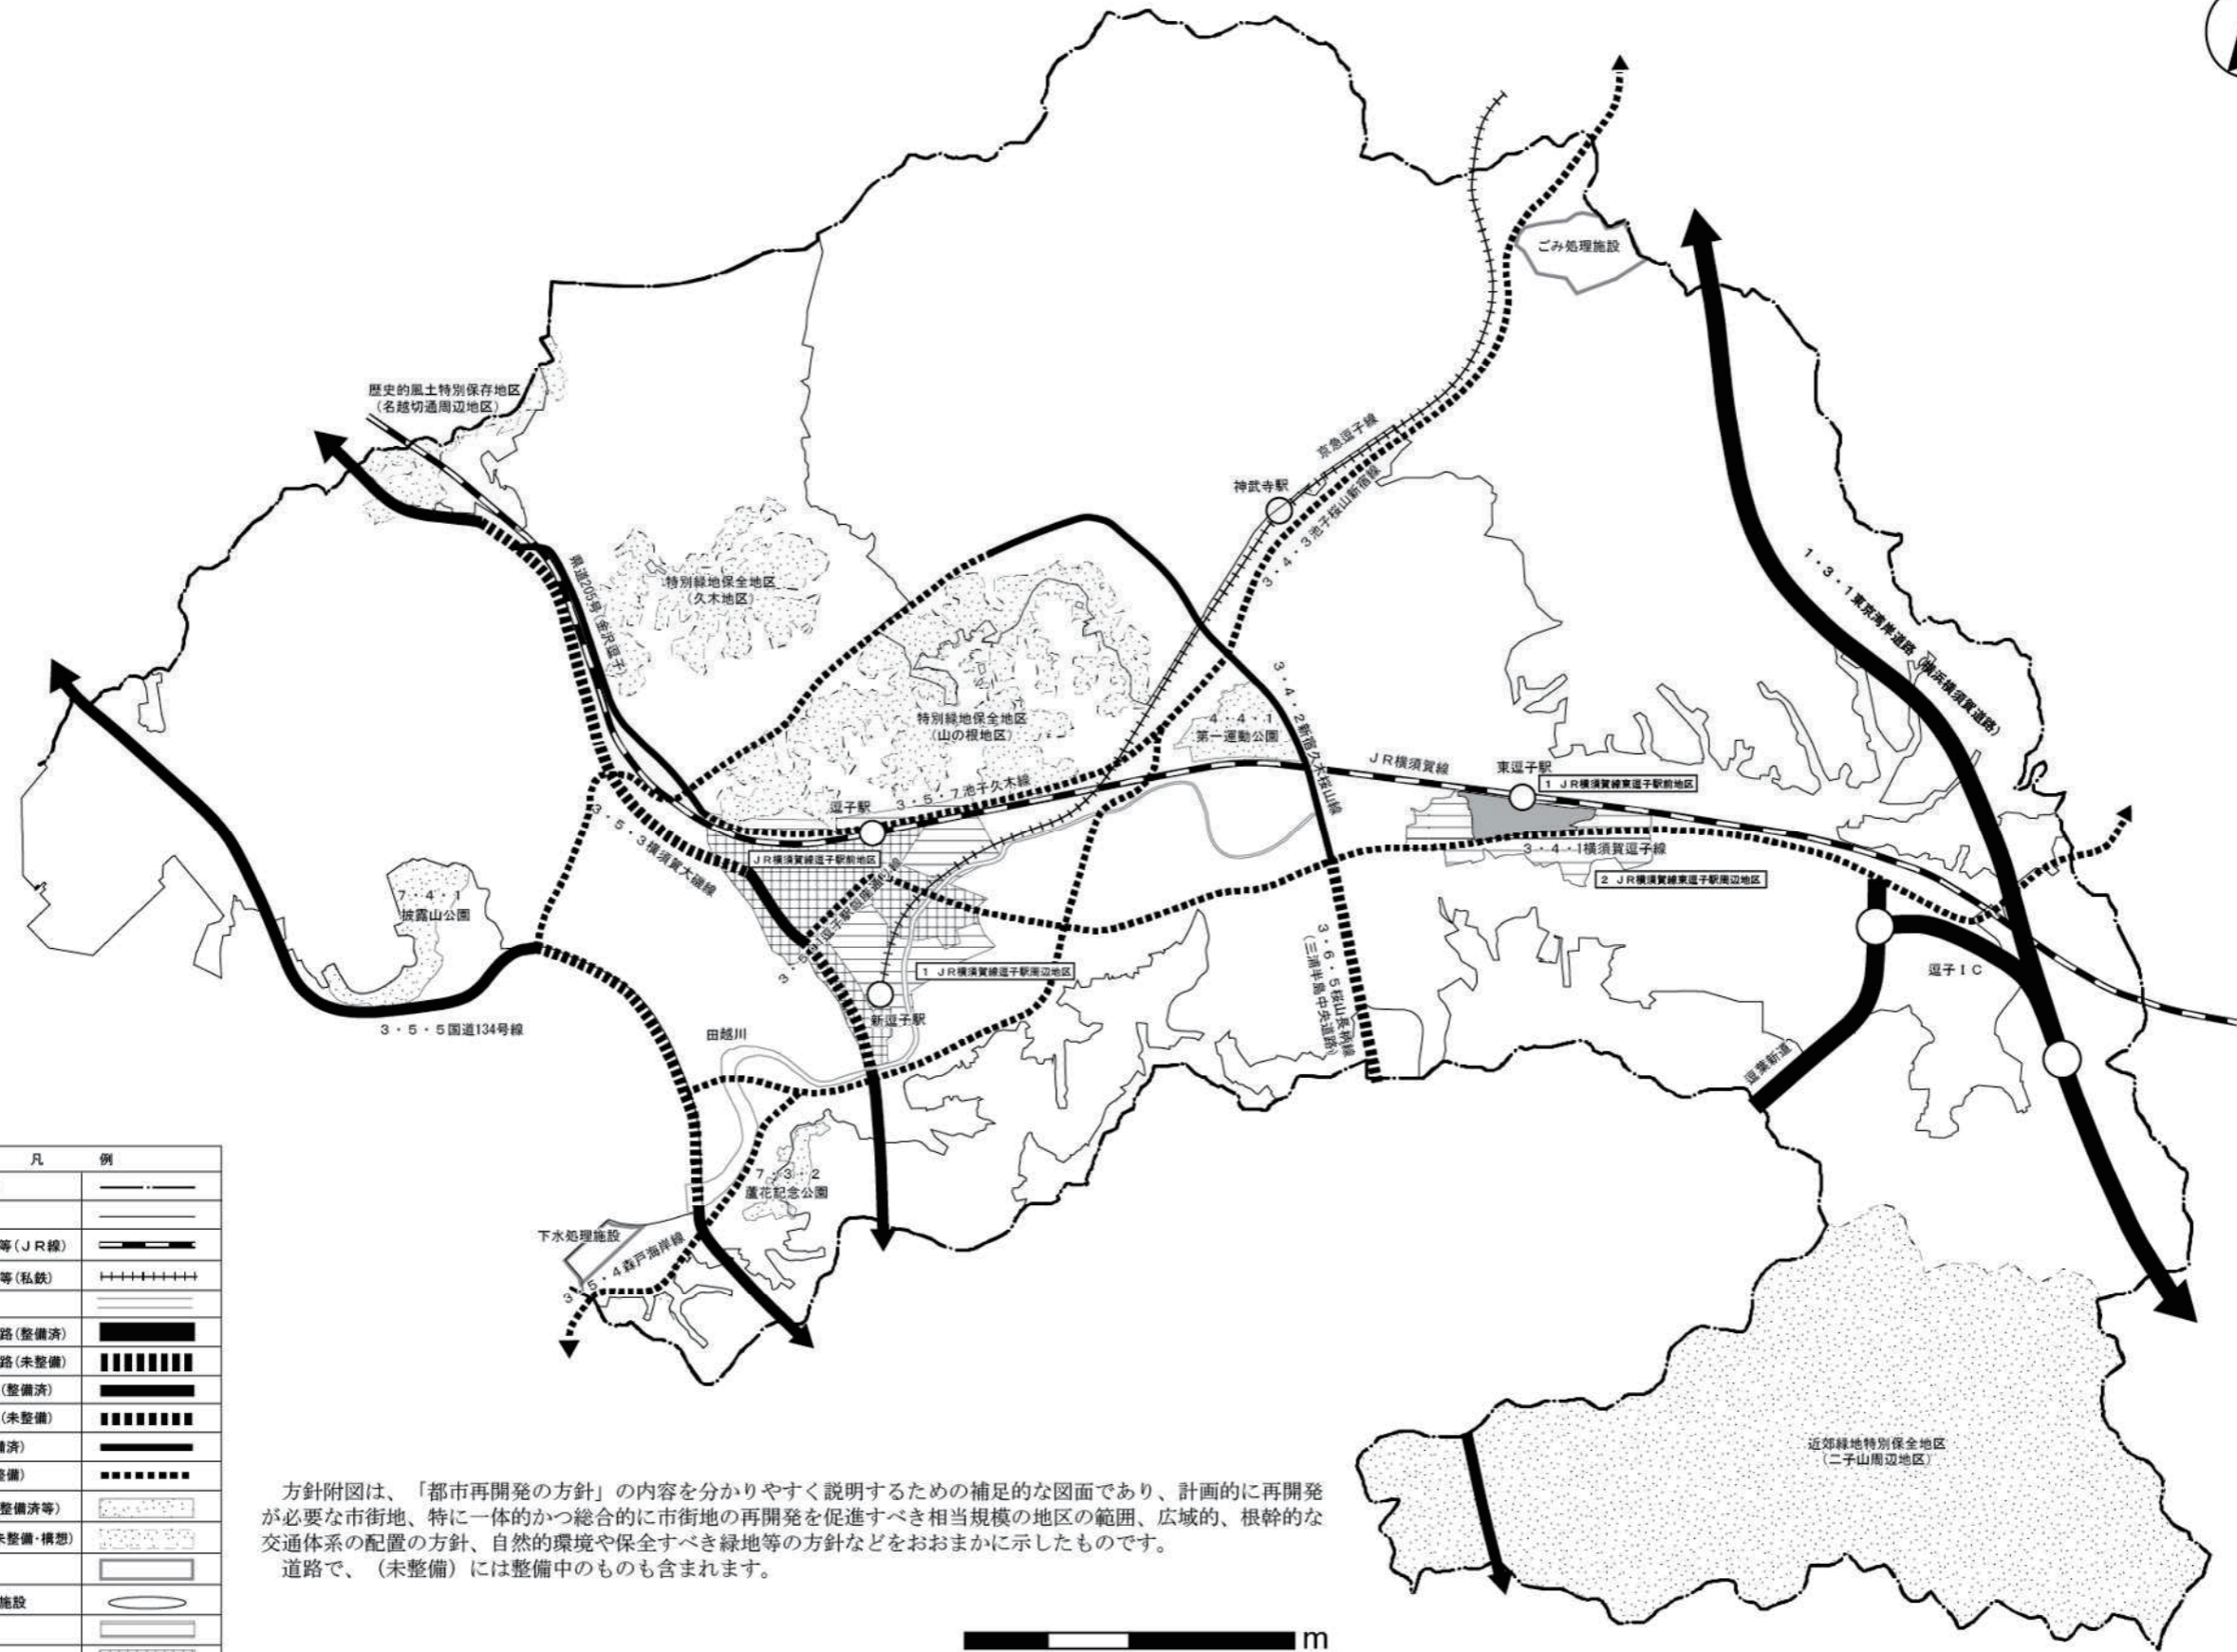 ごみ処理施設
歴史的風土特別保存地区
(名越切通周辺地区)
京急逗子線
神武寺駅
3・4・3池子桜山新宿線
1・3・1東京湾岸道路(横浜横須賀道路)
県道205号(金沢逗子)
特別緑地保全地区
(久木地区)
特別緑地保全地区
(山の根地区)
4・4・1
第一運動公園
3・4・2新宿久木桜山線
JR横須賀線
東逗子駅
1 JR横須賀線東逗子駅前地区
逗子駅
3・5・7池子久木線
3・5・3横須賀大磯線
JR横須賀線逗子駅前地区
3・4・1横須賀逗子線
2 JR横須賀線東逗子駅周辺地区
7・4・1
披露山公園
3・6・5桜山長柄線
(三浦半島中央道路)
1 JR横須賀線逗子駅周辺地区
逗子IC
新逗子駅
3・5・5国道134号線
田越川
逗葉新道
7・3・2
蘆花記念公園
下水処理施設
3・5・4森戸海岸線
近郊緑地特別保全地区
(二子山周辺地区)
凡 例
等(JR線)
等(私鉄)
路(整備済)
路(未整備)
(整備済)
(未整備)
備済)
整備)
整備済等)
未整備・構想)
施設
方針附図は、「都市再開発の方針」の内容を分かりやすく説明するための補足的な図面であり、計画的に再開発
が必要な市街地、特に一体的かつ総合的に市街地の再開発を促進すべき相当規模の地区の範囲、広域的、根幹的な
交通体系の配置の方針、自然的環境や保全すべき緑地等の方針などをおおまかに示したものです。
道路で、（未整備）には整備中のものも含まれます。
m